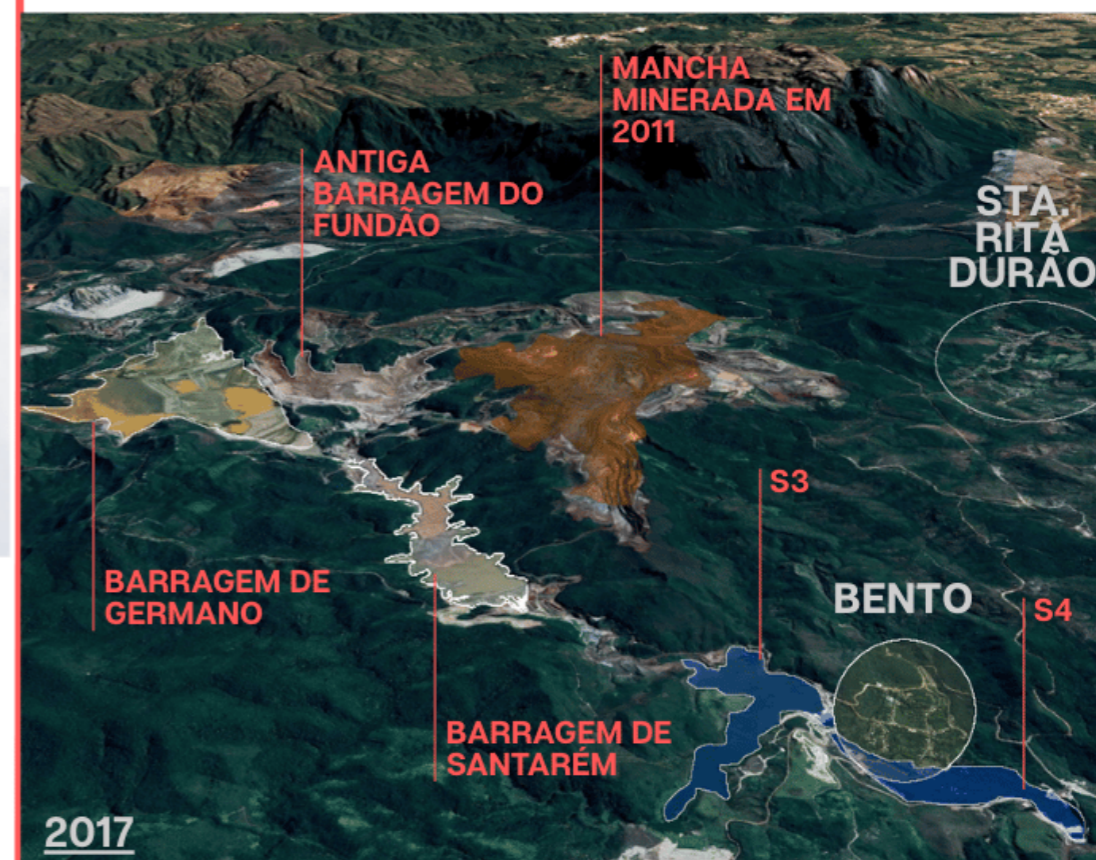 MANCHA
MINERADA EM
2011
ANTIGA
BARRAGEM DO
FUNDÃO
STA.
RITA
DURÃO
S3
BARRAGEM DE
GERMANO
BENTO
S4
BARRAGEM DE
SANTARÉM
2017